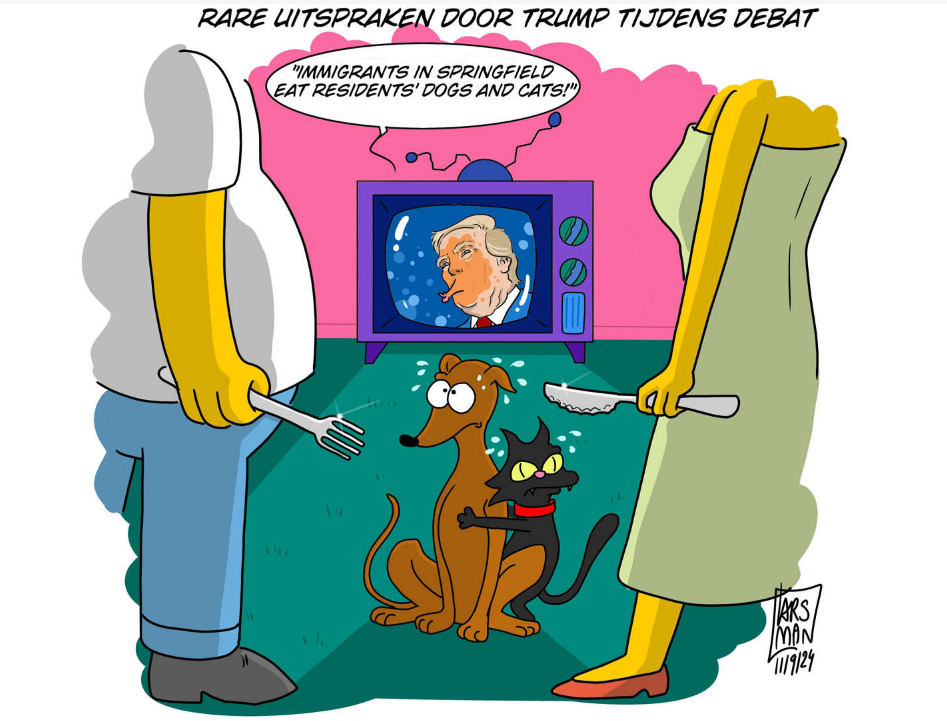 RARE UITSPRAKEN DOOR TRUMP TIJDENS DEBAT
"IMMIGRANTS IN SPRINGFIELD
EAT RESIDENTS' DOGS AND CATS!"
LARS
MAN
11/9/24